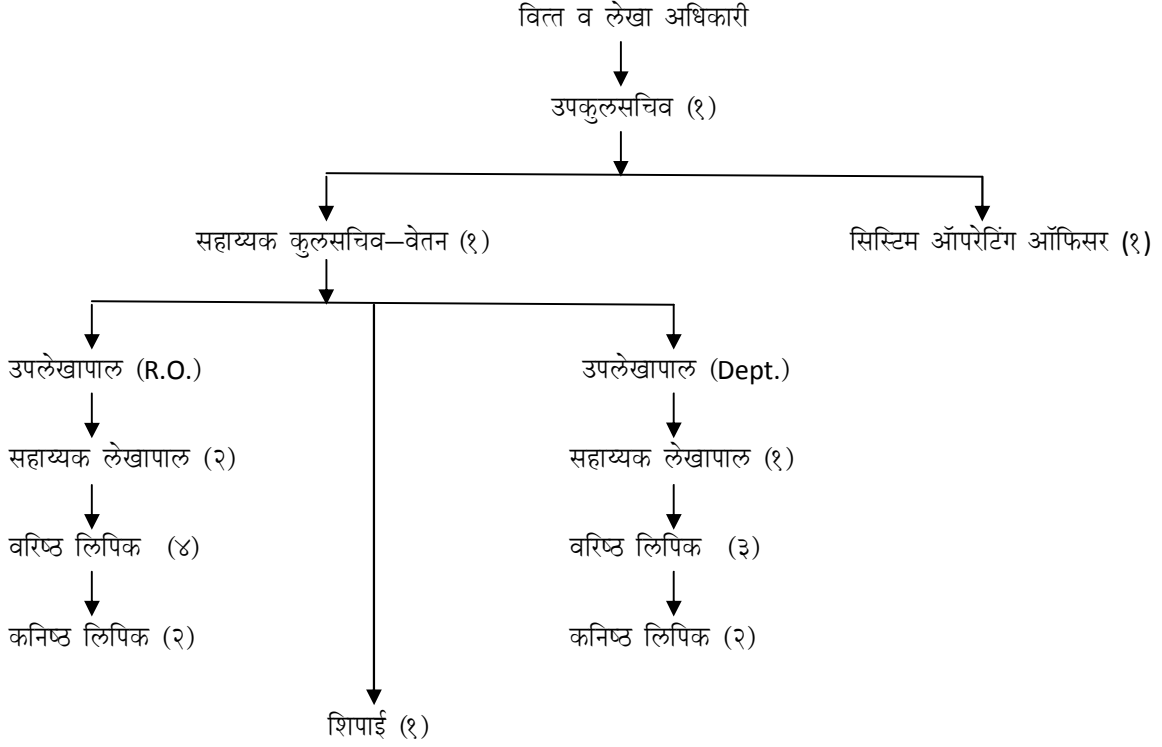 वित्त व लेखा अधिकारी
उपकुलसचिव (१)
सहाय्यक कुलसचिव–वेतन (१)
सिस्टिम ऑपरेटिंग ऑफिसर (१)
उपलेखापाल (R.O.)
उपलेखापाल (Dept.)
सहाय्यक लेखापाल (२)
सहाय्यक लेखापाल (१)
वरिष्ठ लिपिक (४)
वरिष्ठ लिपिक (३)
कनिष्ठ लिपिक (२)
कनिष्ठ लिपिक (२)
शिपाई (१)